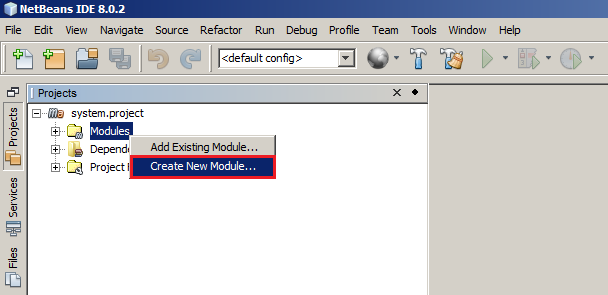 NetBeans IDE 8.0.2
File Edit View Navigate Source Refactor Run Debug Profile Team Tools Window Help
<default config>
Projects
system.project
Modules
Add Existing Module...
Create New Module...
Project
Projects
Services
Files